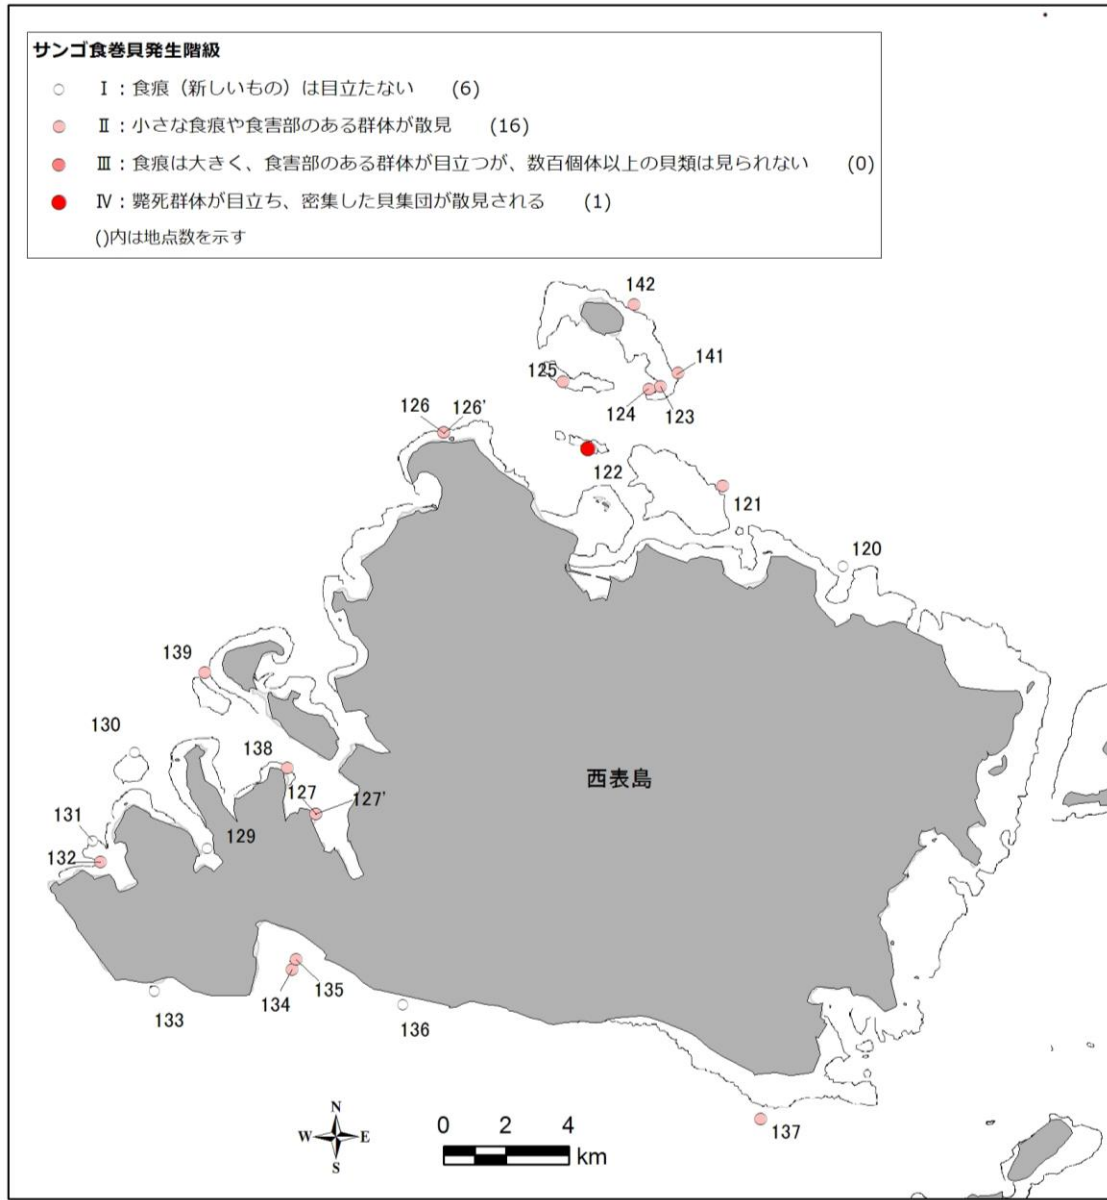 サンゴ食巻貝発生階級
Ⅰ：食痕（新しいもの）は目立たない (6)
Ⅱ：小さな食痕や食害部のある群体が散見 (16)
Ⅲ：食痕は大きく、食害部のある群体が目立つが、数百個体以上の貝類は見られない (0)
Ⅳ：斃死群体が目立ち、密集した貝集団が散見される (1)
()内は地点数を示す
142
141
125
124
123
126
126'
122
121
120
139
130
138
127
127'
西表島
131
129
132
134
135
133
136
137
N
W
E
S
0 2 4
km